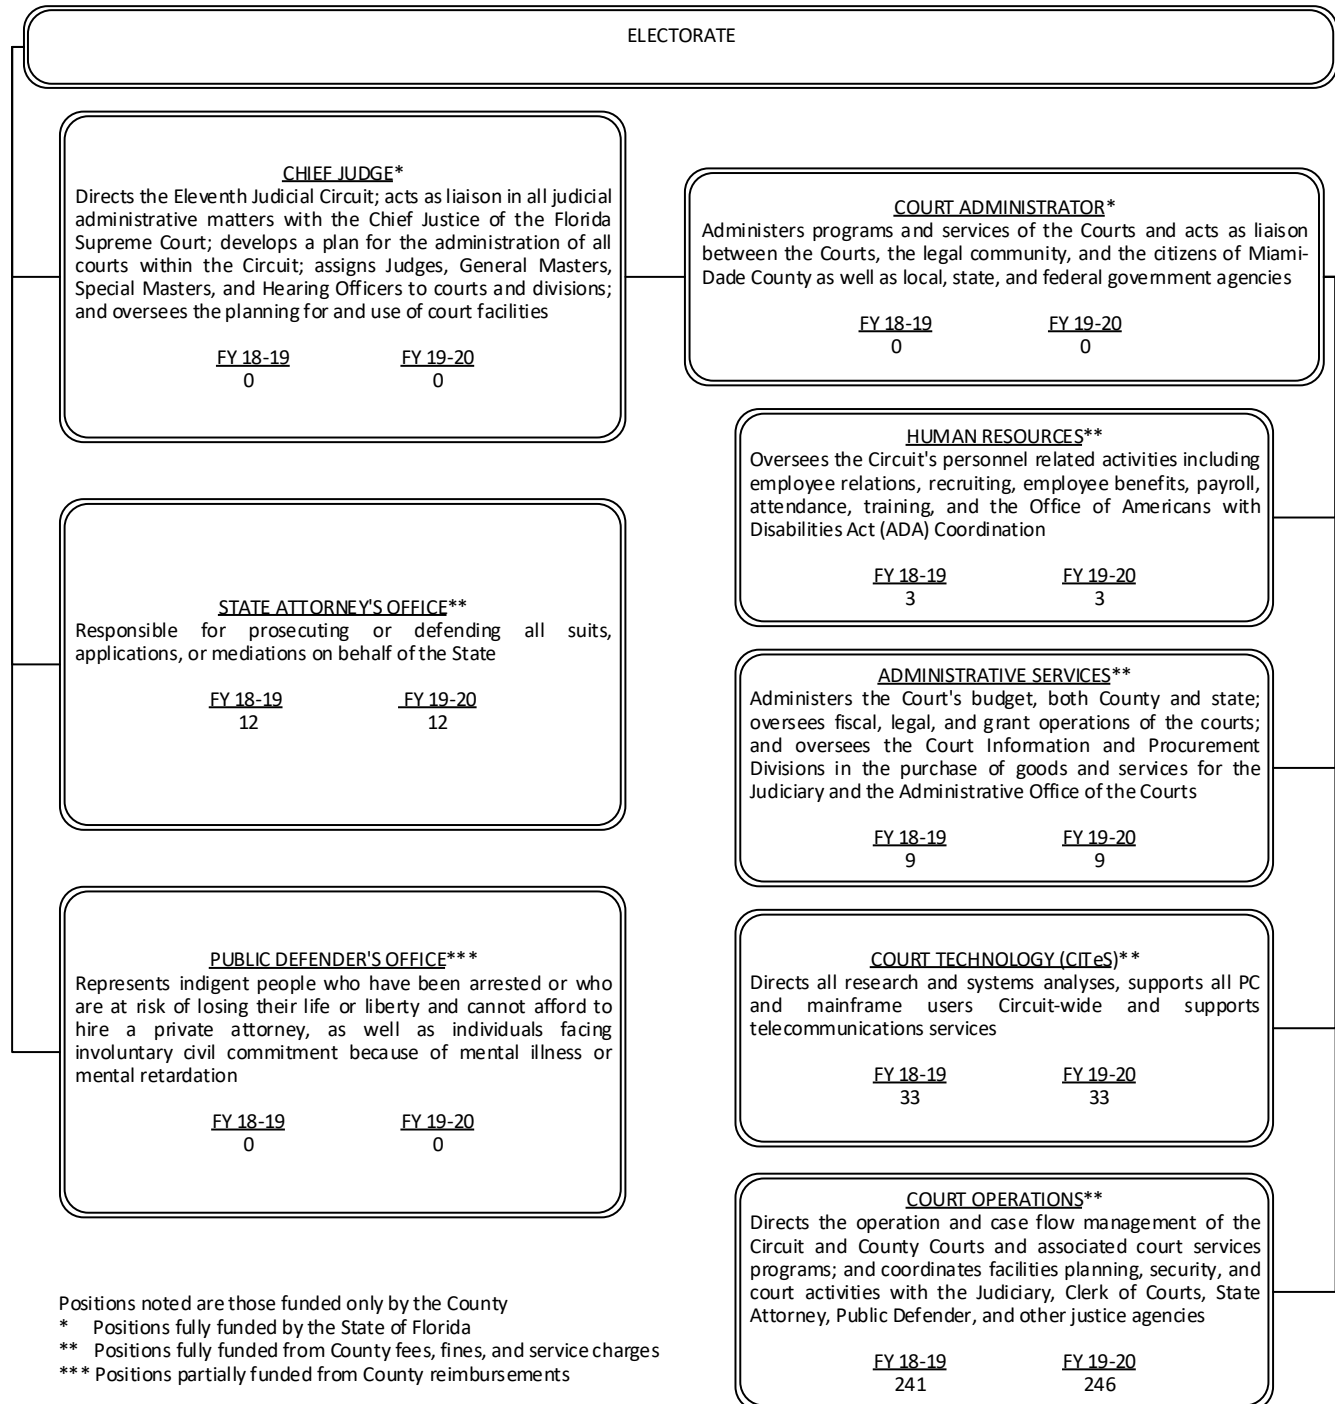 ELECTORATE
CHIEF JUDGE*
Directs the Eleventh Judicial Circuit; acts as liaison in all judicial
administrative matters with the Chief Justice of the Florida
Supreme Court; develops a plan for the administration of all
courts within the Circuit; assigns Judges, General Masters,
Special Masters, and Hearing Officers to courts and divisions;
and oversees the planning for and use of court facilities
FY 18-19 FY 19-20
0 0
COURT ADMINISTRATOR*
Administers programs and services of the Courts and acts as liaison
between the Courts, the legal community, and the citizens of Miami-
Dade County as well as local, state, and federal government agencies
FY 18-19 FY 19-20
0 0
HUMAN RESOURCES**
Oversees the Circuit's personnel related activities including
employee relations, recruiting, employee benefits, payroll,
attendance, training, and the Office of Americans with
Disabilities Act (ADA) Coordination
FY 18-19 FY 19-20
3 3
STATE ATTORNEY'S OFFICE**
Responsible for prosecuting or defending all suits,
applications, or mediations on behalf of the State
FY 18-19 FY 19-20
12 12
ADMINISTRATIVE SERVICES**
Administers the Court's budget, both County and state;
oversees fiscal, legal, and grant operations of the courts;
and oversees the Court Information and Procurement
Divisions in the purchase of goods and services for the
Judiciary and the Administrative Office of the Courts
FY 18-19 FY 19-20
9 9
PUBLIC DEFENDER'S OFFICE***
Represents indigent people who have been arrested or who
are at risk of losing their life or liberty and cannot afford to
hire a private attorney, as well as individuals facing
involuntary civil commitment because of mental illness or
mental retardation
FY 18-19 FY 19-20
0 0
COURT TECHNOLOGY (CITeS)**
Directs all research and systems analyses, supports all PC
and mainframe users Circuit-wide and supports
telecommunications services
FY 18-19 FY 19-20
33 33
COURT OPERATIONS**
Directs the operation and case flow management of the
Circuit and County Courts and associated court services
programs; and coordinates facilities planning, security, and
court activities with the Judiciary, Clerk of Courts, State
Attorney, Public Defender, and other justice agencies
FY 18-19 FY 19-20
241 246
Positions noted are those funded only by the County
* Positions fully funded by the State of Florida
** Positions fully funded from County fees, fines, and service charges
*** Positions partially funded from County reimbursements